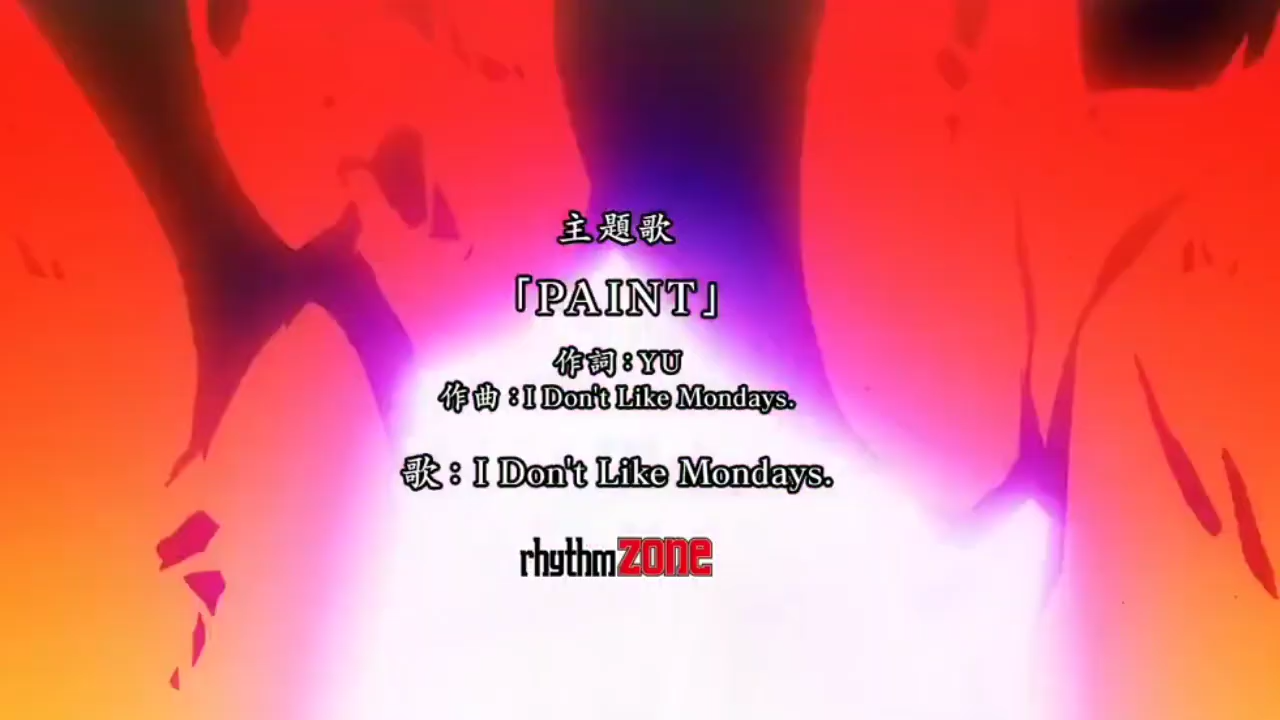 主題歌
「PAINT」
作詞：YU
作曲：I Don't Like Mondays.
歌：I Don't Like Mondays.
rhythmzone